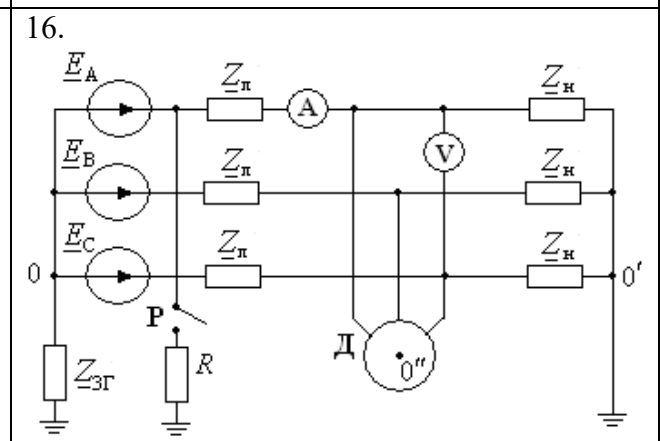 16.
E_A Z_л A Z_н
V
E_B Z_л Z_н
E_C Z_л Z_н
0 0′
P
Д 0″
Z_ЗГ R